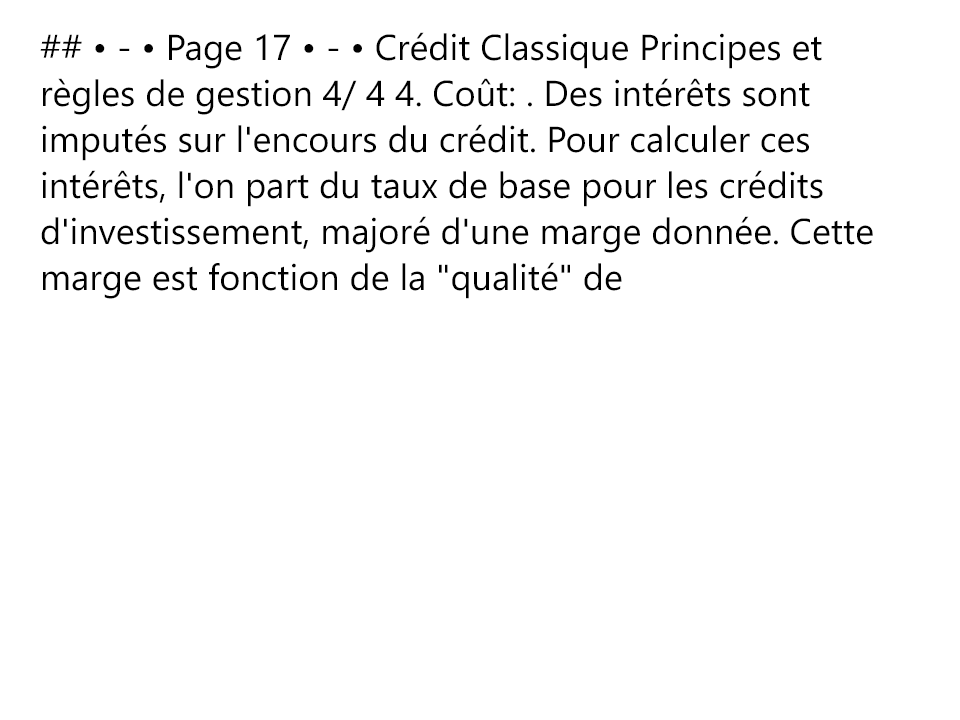 ## • - • Page 17 • - • Crédit Classique Principes et
règles de gestion 4/ 4 4. Coût: . Des intérêts sont
imputés sur l'encours du crédit. Pour calculer ces
intérêts, l'on part du taux de base pour les crédits
d'investissement, majoré d'une marge donnée. Cette
marge est fonction de la "qualité" de